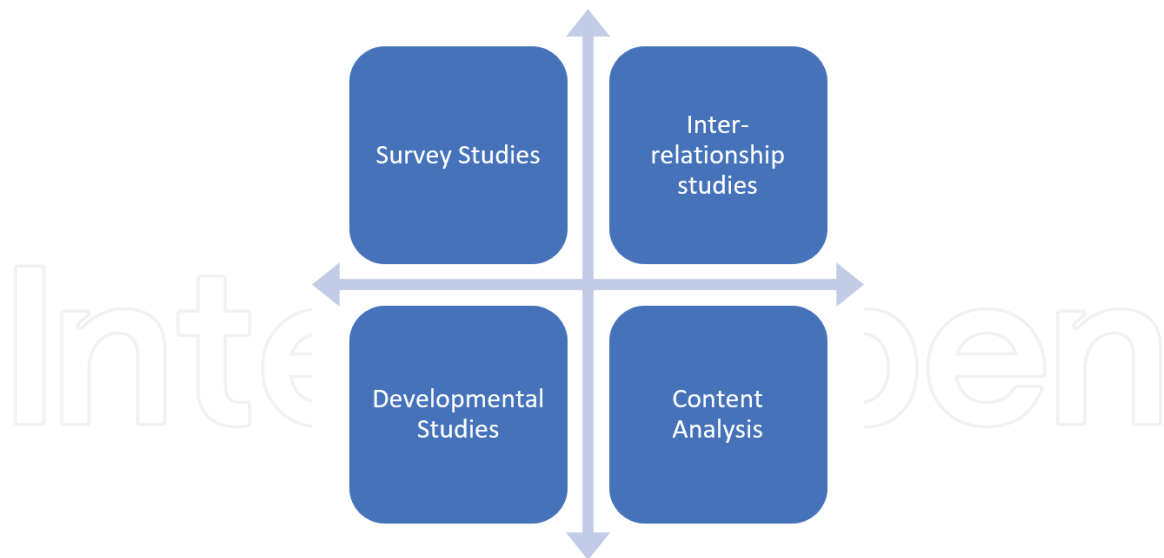 Survey Studies
Inter-
relationship
studies
Developmental
Studies
Content
Analysis